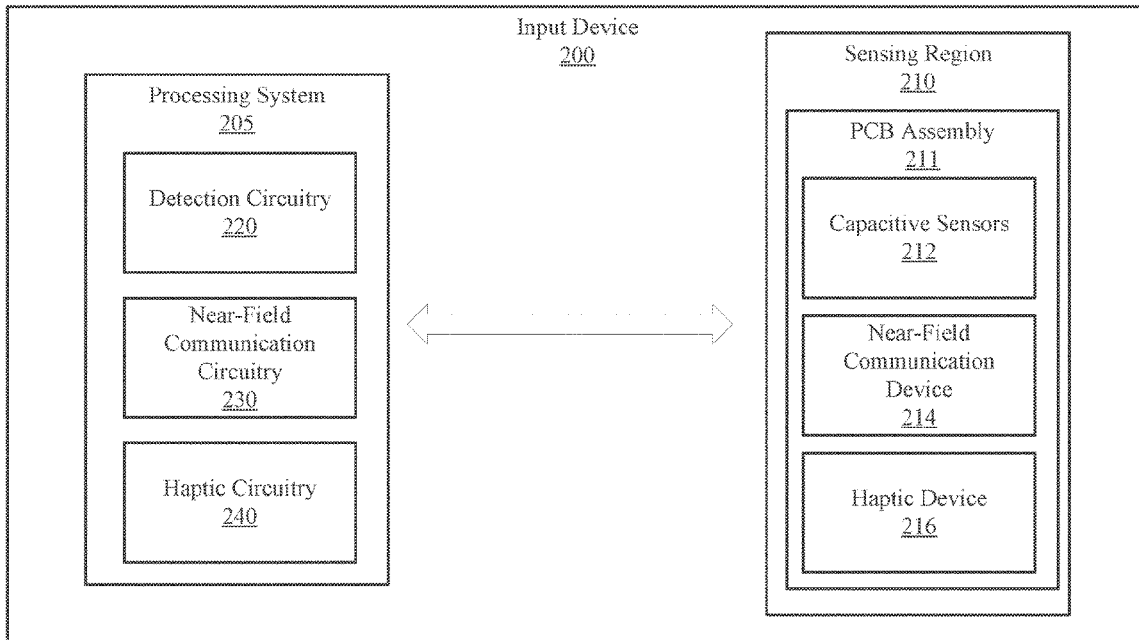 Input Device
200
Processing System
205
Detection Circuitry
220
Near-Field
Communication
Circuitry
230
Haptic Circuitry
240
Sensing Region
210
PCB Assembly
211
Capacitive Sensors
212
Near-Field
Communication
Device
214
Haptic Device
216